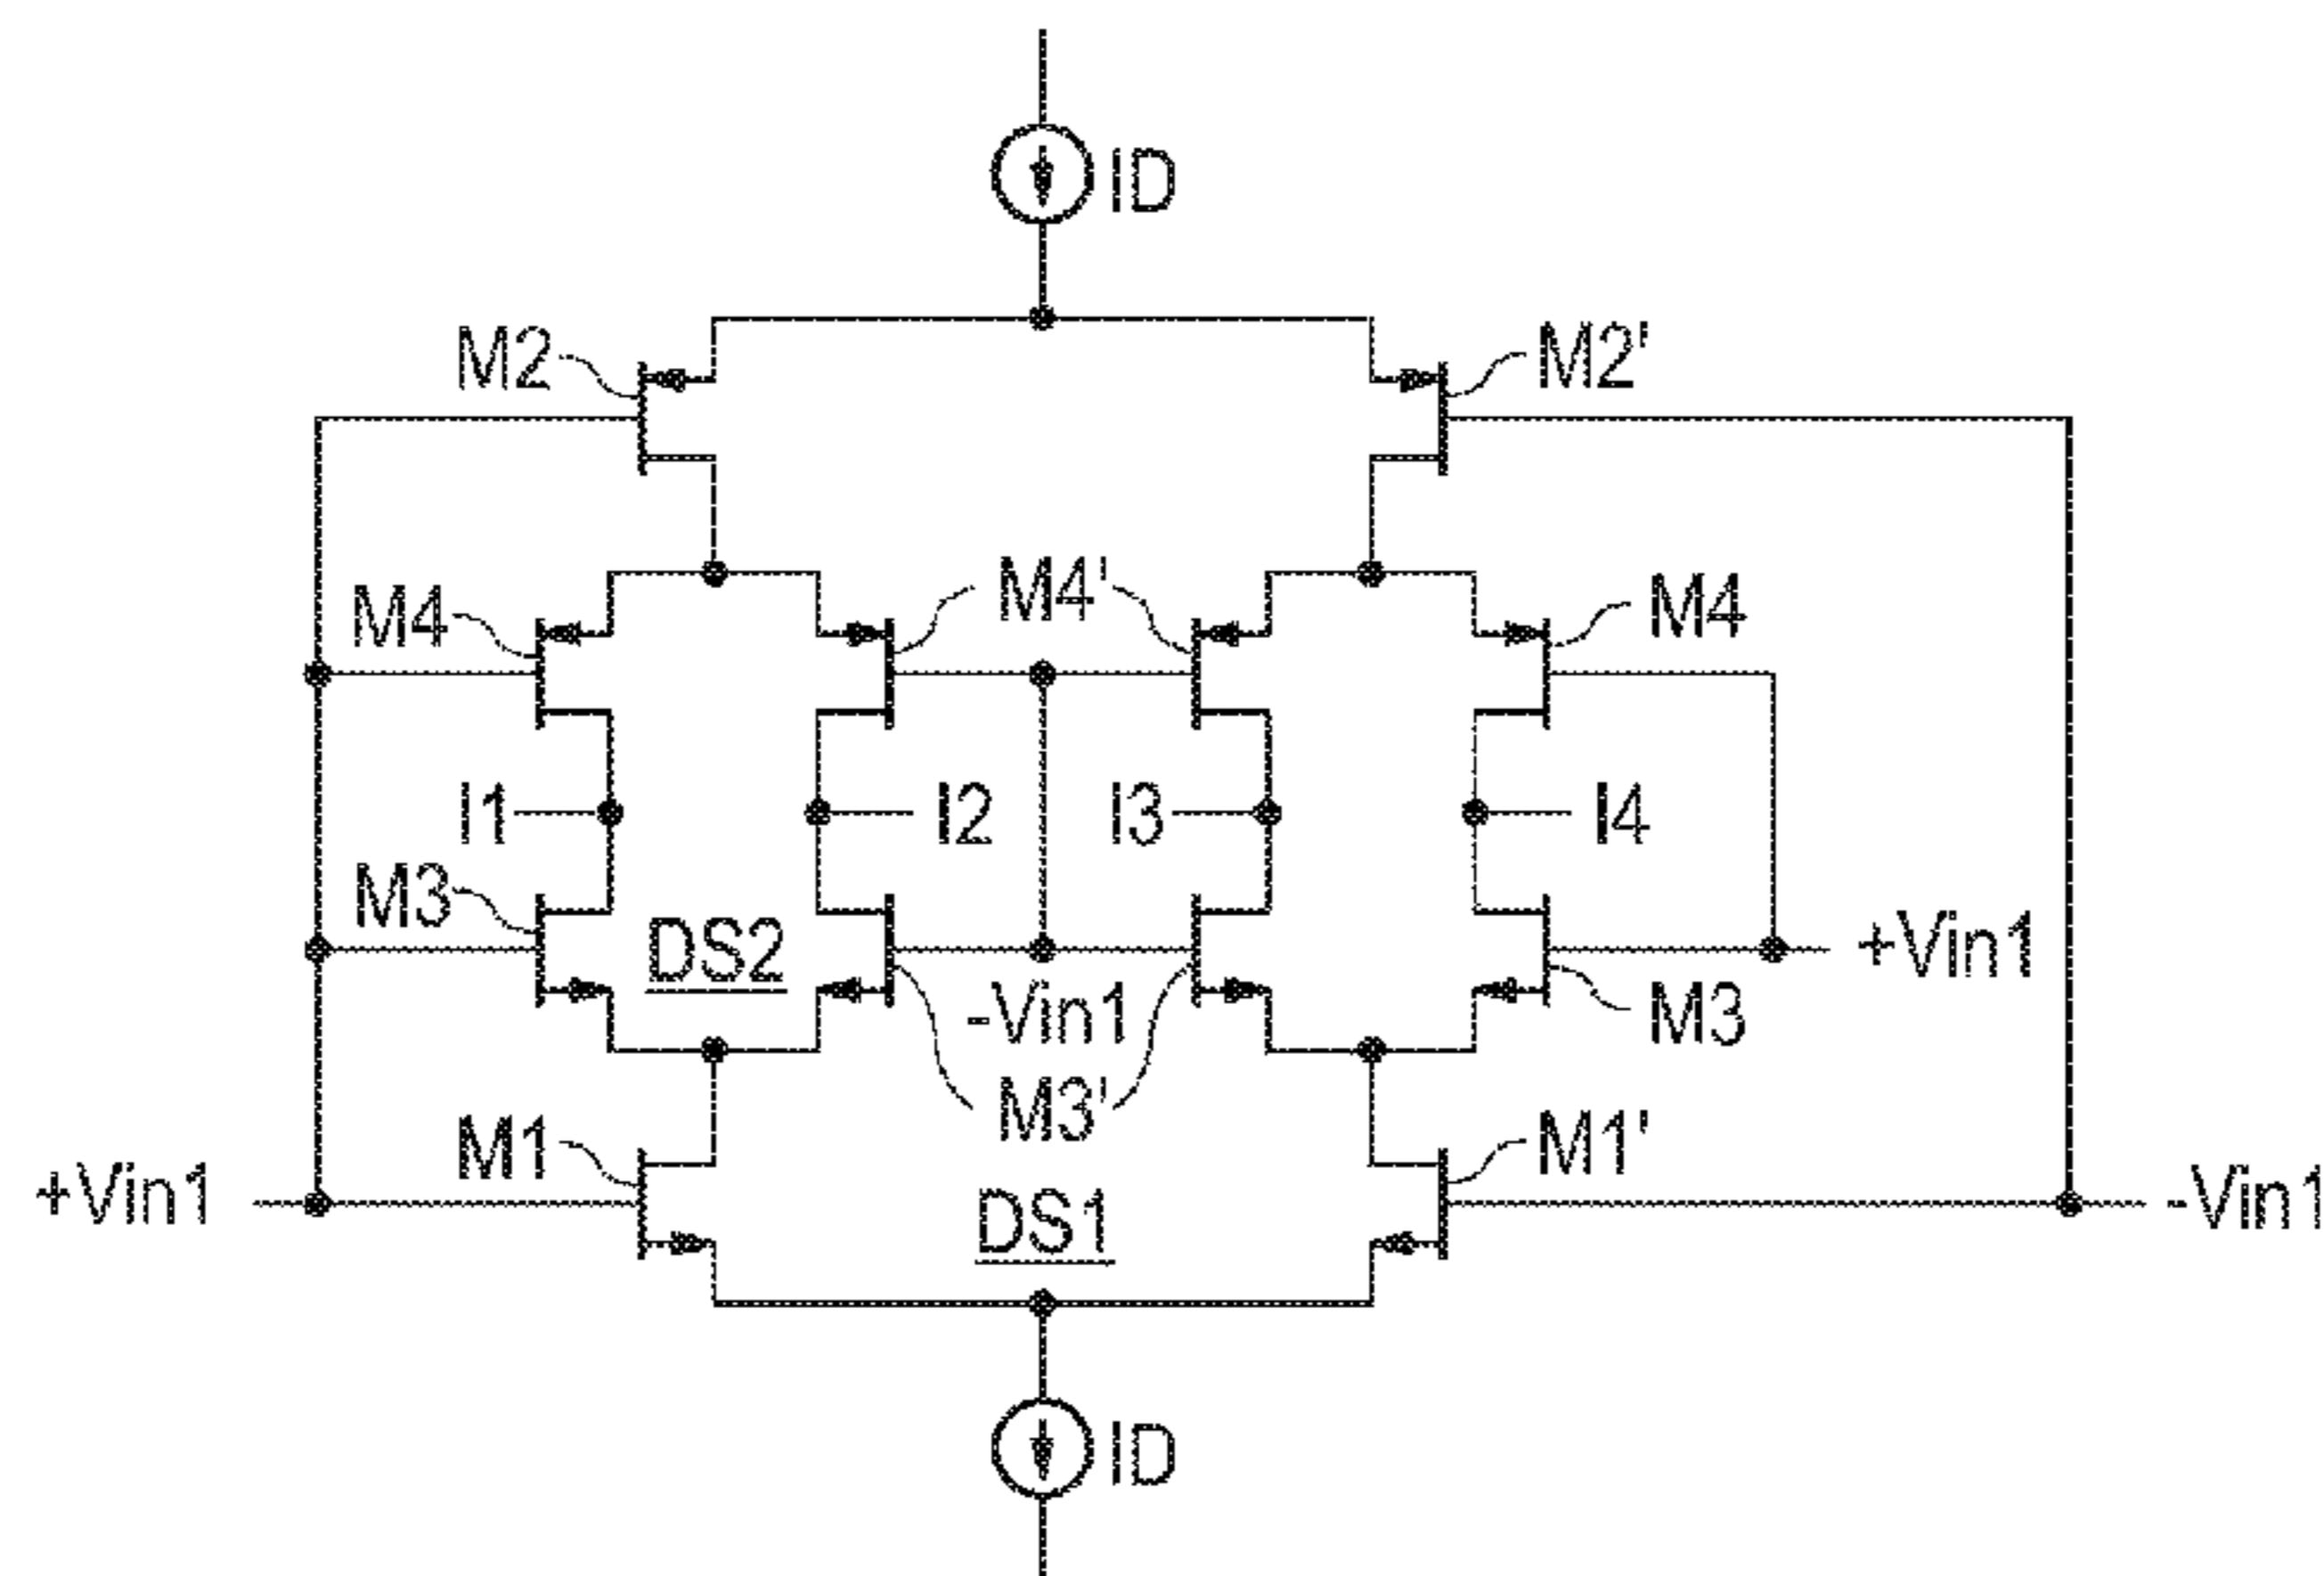 ID
M2
M2'
M4
M4'
M4
I1
I2
I3
I4
M3
DS2
-Vin1
+Vin1
M3
M3'
M1
M1'
+Vin1
DS1
-Vin1
ID